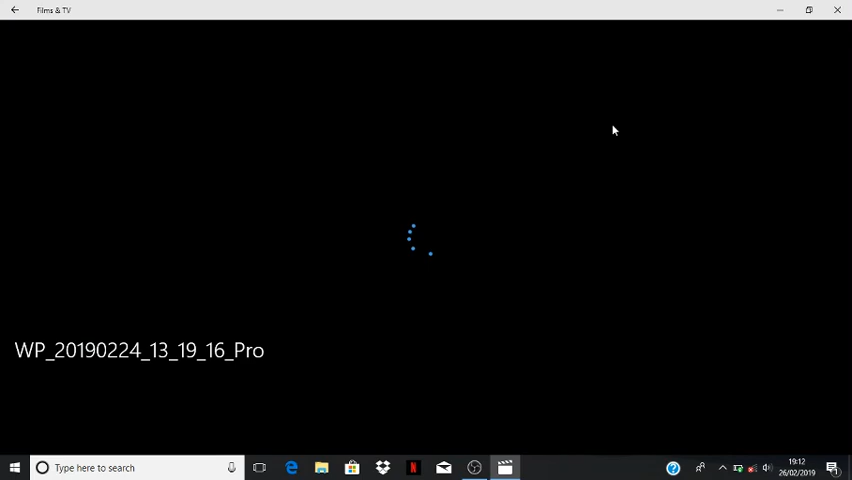 Films & TV
WP_20190224_13_19_16_Pro
Type here to search
19:12
26/02/2019